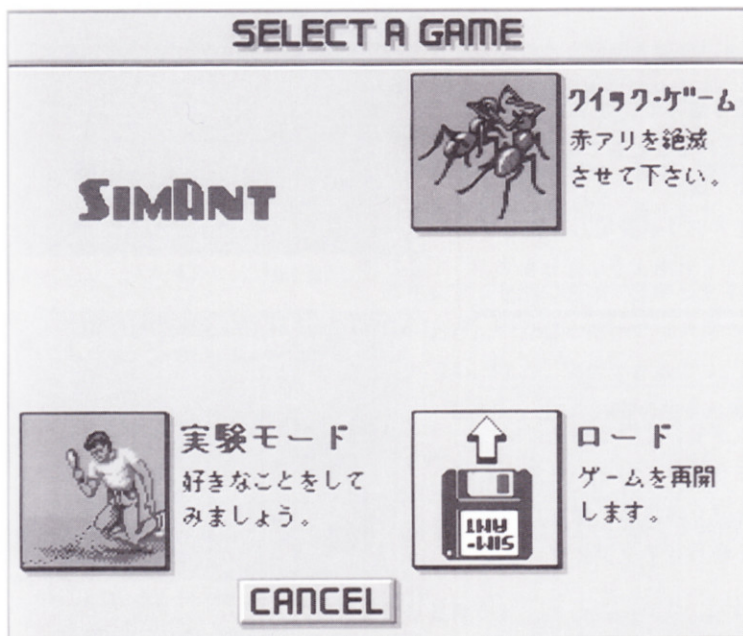 SELECT A GAME
SIMANT
クイック・ゲーム
赤アリを絶滅
させて下さい。
実験モード
好きなことをして
みましょう。
ロード
ゲームを再開
します。
SIM-
ANT
CANCEL